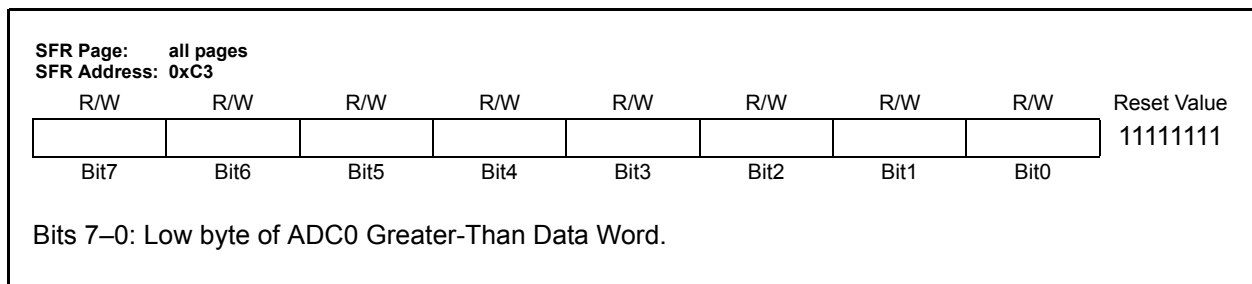 SFR Page: all pages
SFR Address: 0xC3
R/W R/W R/W R/W R/W R/W R/W R/W Reset Value
11111111
Bit7 Bit6 Bit5 Bit4 Bit3 Bit2 Bit1 Bit0
Bits 7–0: Low byte of ADC0 Greater-Than Data Word.